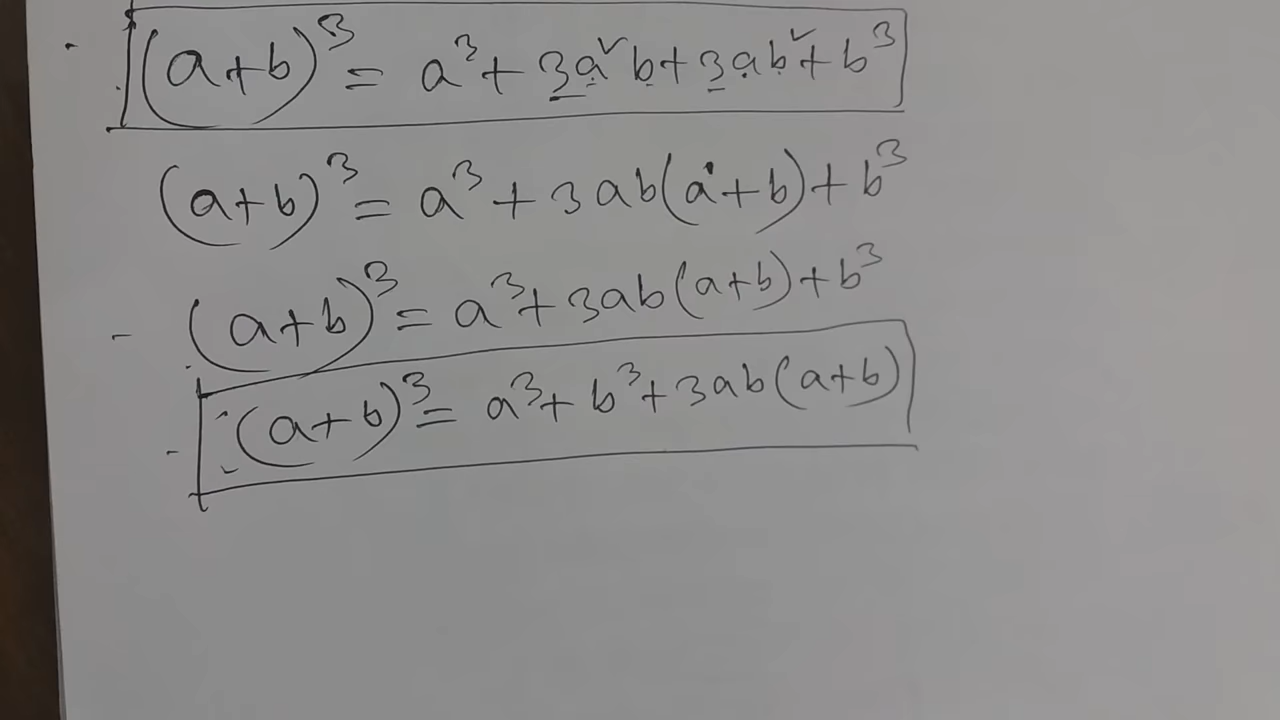 (a+b)³ = a³ + 3a²b + 3ab² + b³
(a+b)³ = a³ + 3ab(a+b) + b³
(a+b)³ = a³ + 3ab(a+b) + b³
(a+b)³ = a³ + b³ + 3ab(a+b)